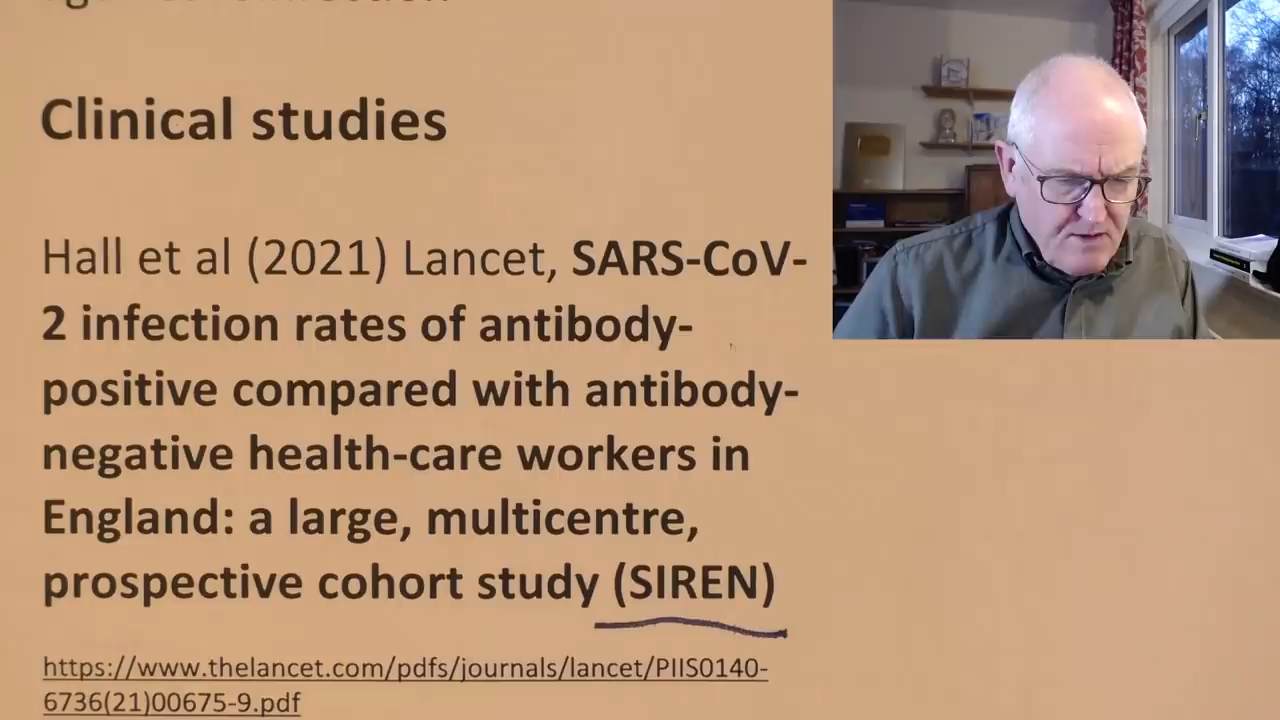 Clinical studies
Hall et al (2021) Lancet, SARS-CoV-
2 infection rates of antibody-
positive compared with antibody-
negative health-care workers in
England: a large, multicentre,
prospective cohort study (SIREN)
https://www.thelancet.com/pdfs/journals/lancet/PIIS0140-
6736(21)00675-9.pdf